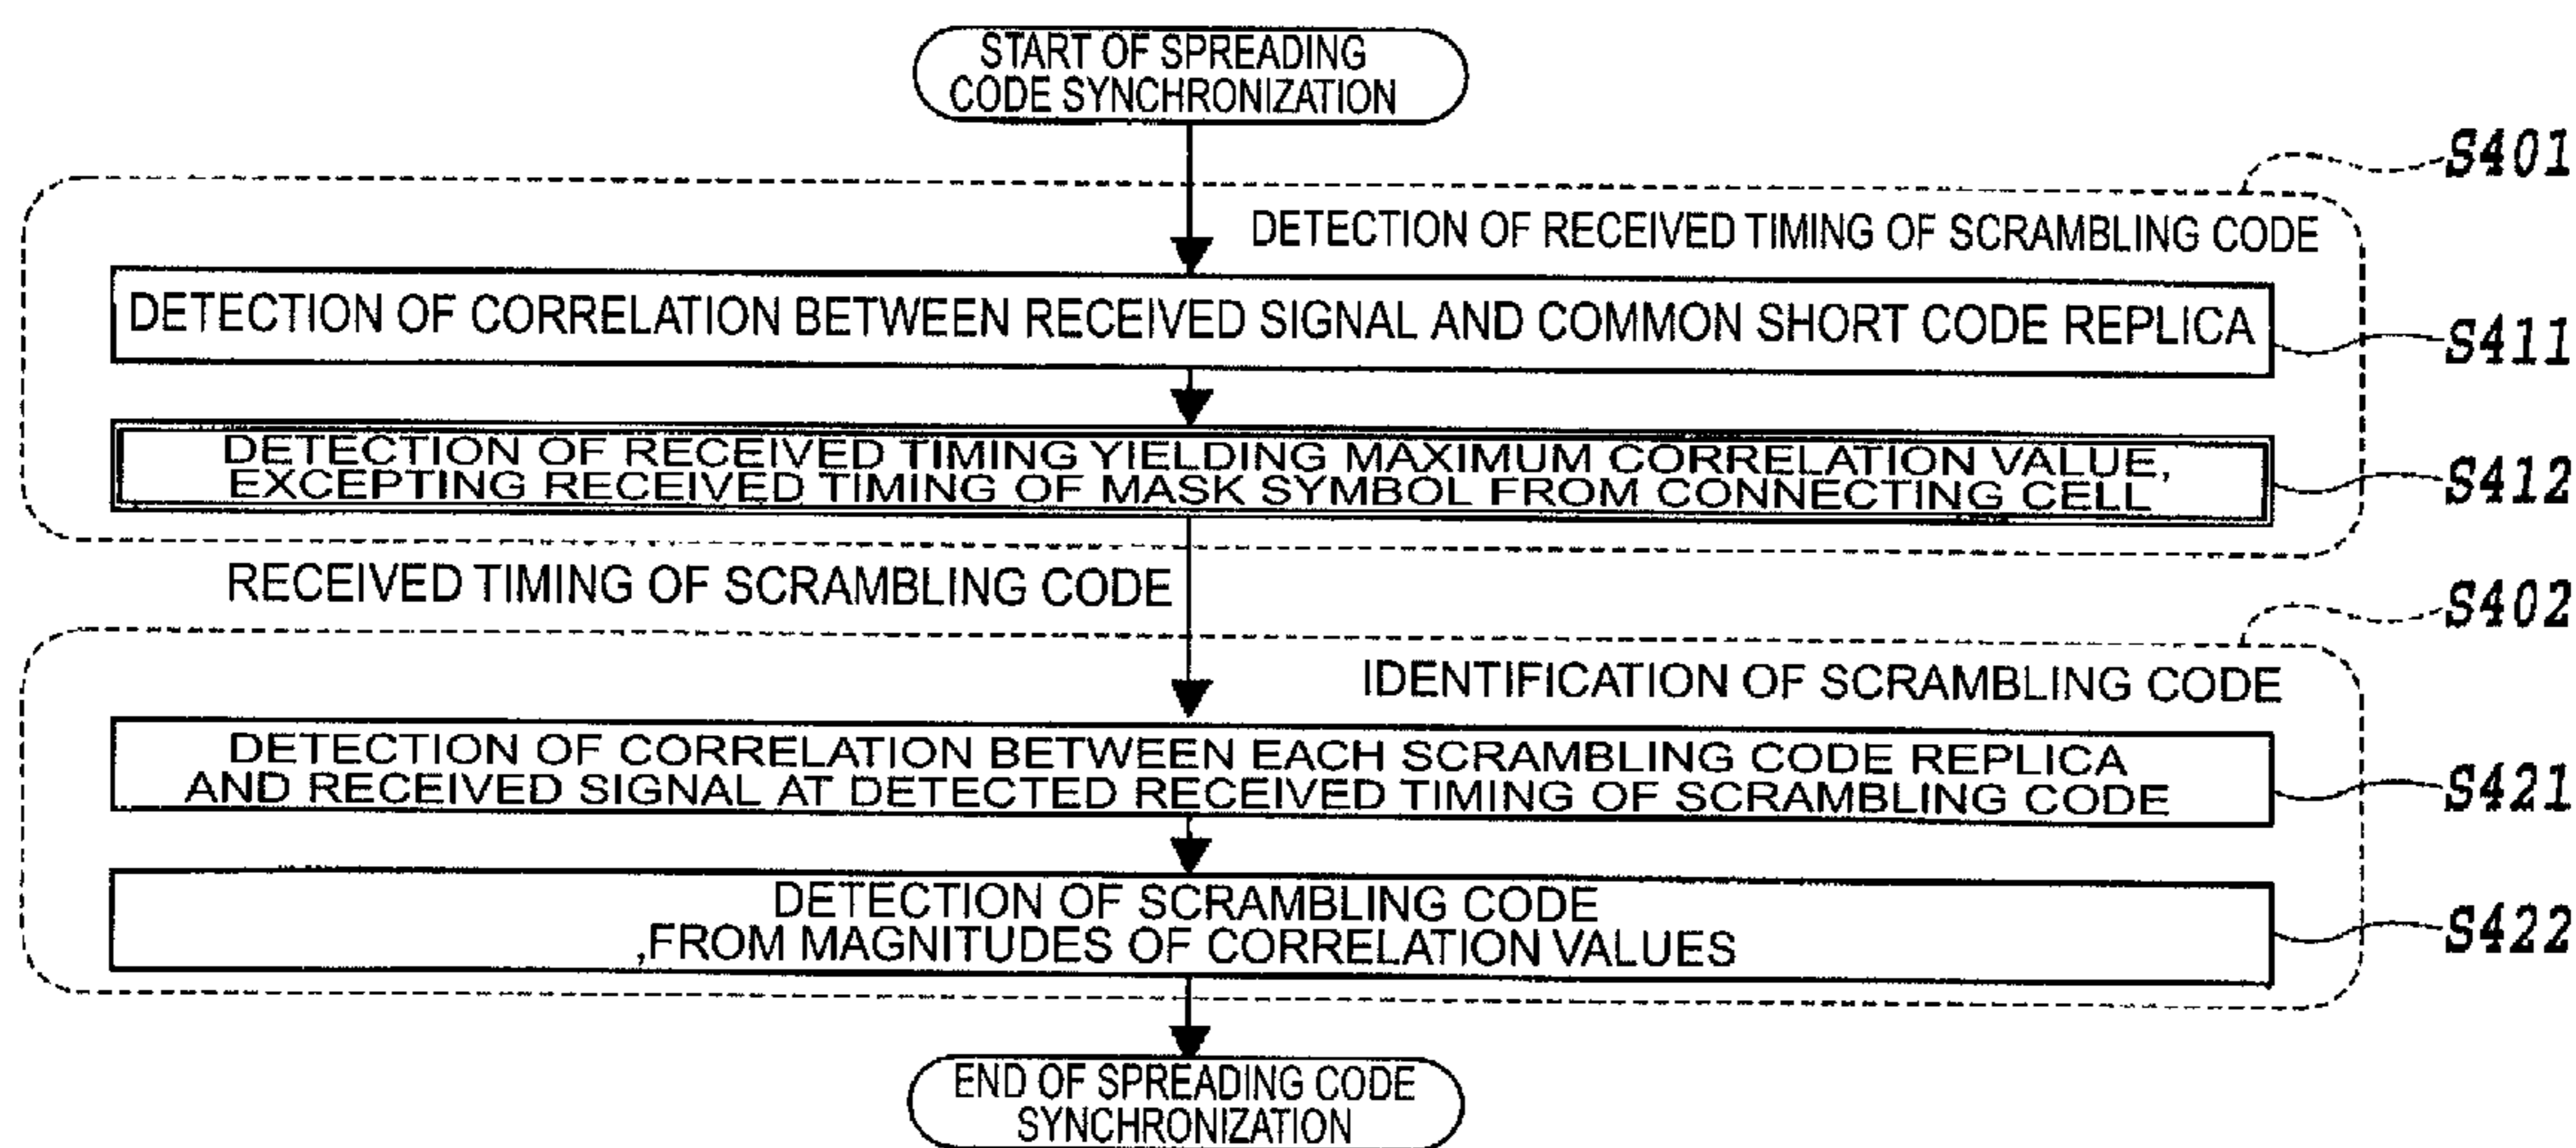 START OF SPREADING
CODE SYNCHRONIZATION
S401
DETECTION OF RECEIVED TIMING OF SCRAMBLING CODE
DETECTION OF CORRELATION BETWEEN RECEIVED SIGNAL AND COMMON SHORT CODE REPLICA
S411
DETECTION OF RECEIVED TIMING YIELDING MAXIMUM CORRELATION VALUE,
EXCEPTING RECEIVED TIMING OF MASK SYMBOL FROM CONNECTING CELL
S412
RECEIVED TIMING OF SCRAMBLING CODE
S402
IDENTIFICATION OF SCRAMBLING CODE
DETECTION OF CORRELATION BETWEEN EACH SCRAMBLING CODE REPLICA
AND RECEIVED SIGNAL AT DETECTED RECEIVED TIMING OF SCRAMBLING CODE
S421
DETECTION OF SCRAMBLING CODE
,FROM MAGNITUDES OF CORRELATION VALUES
S422
END OF SPREADING CODE
SYNCHRONIZATION